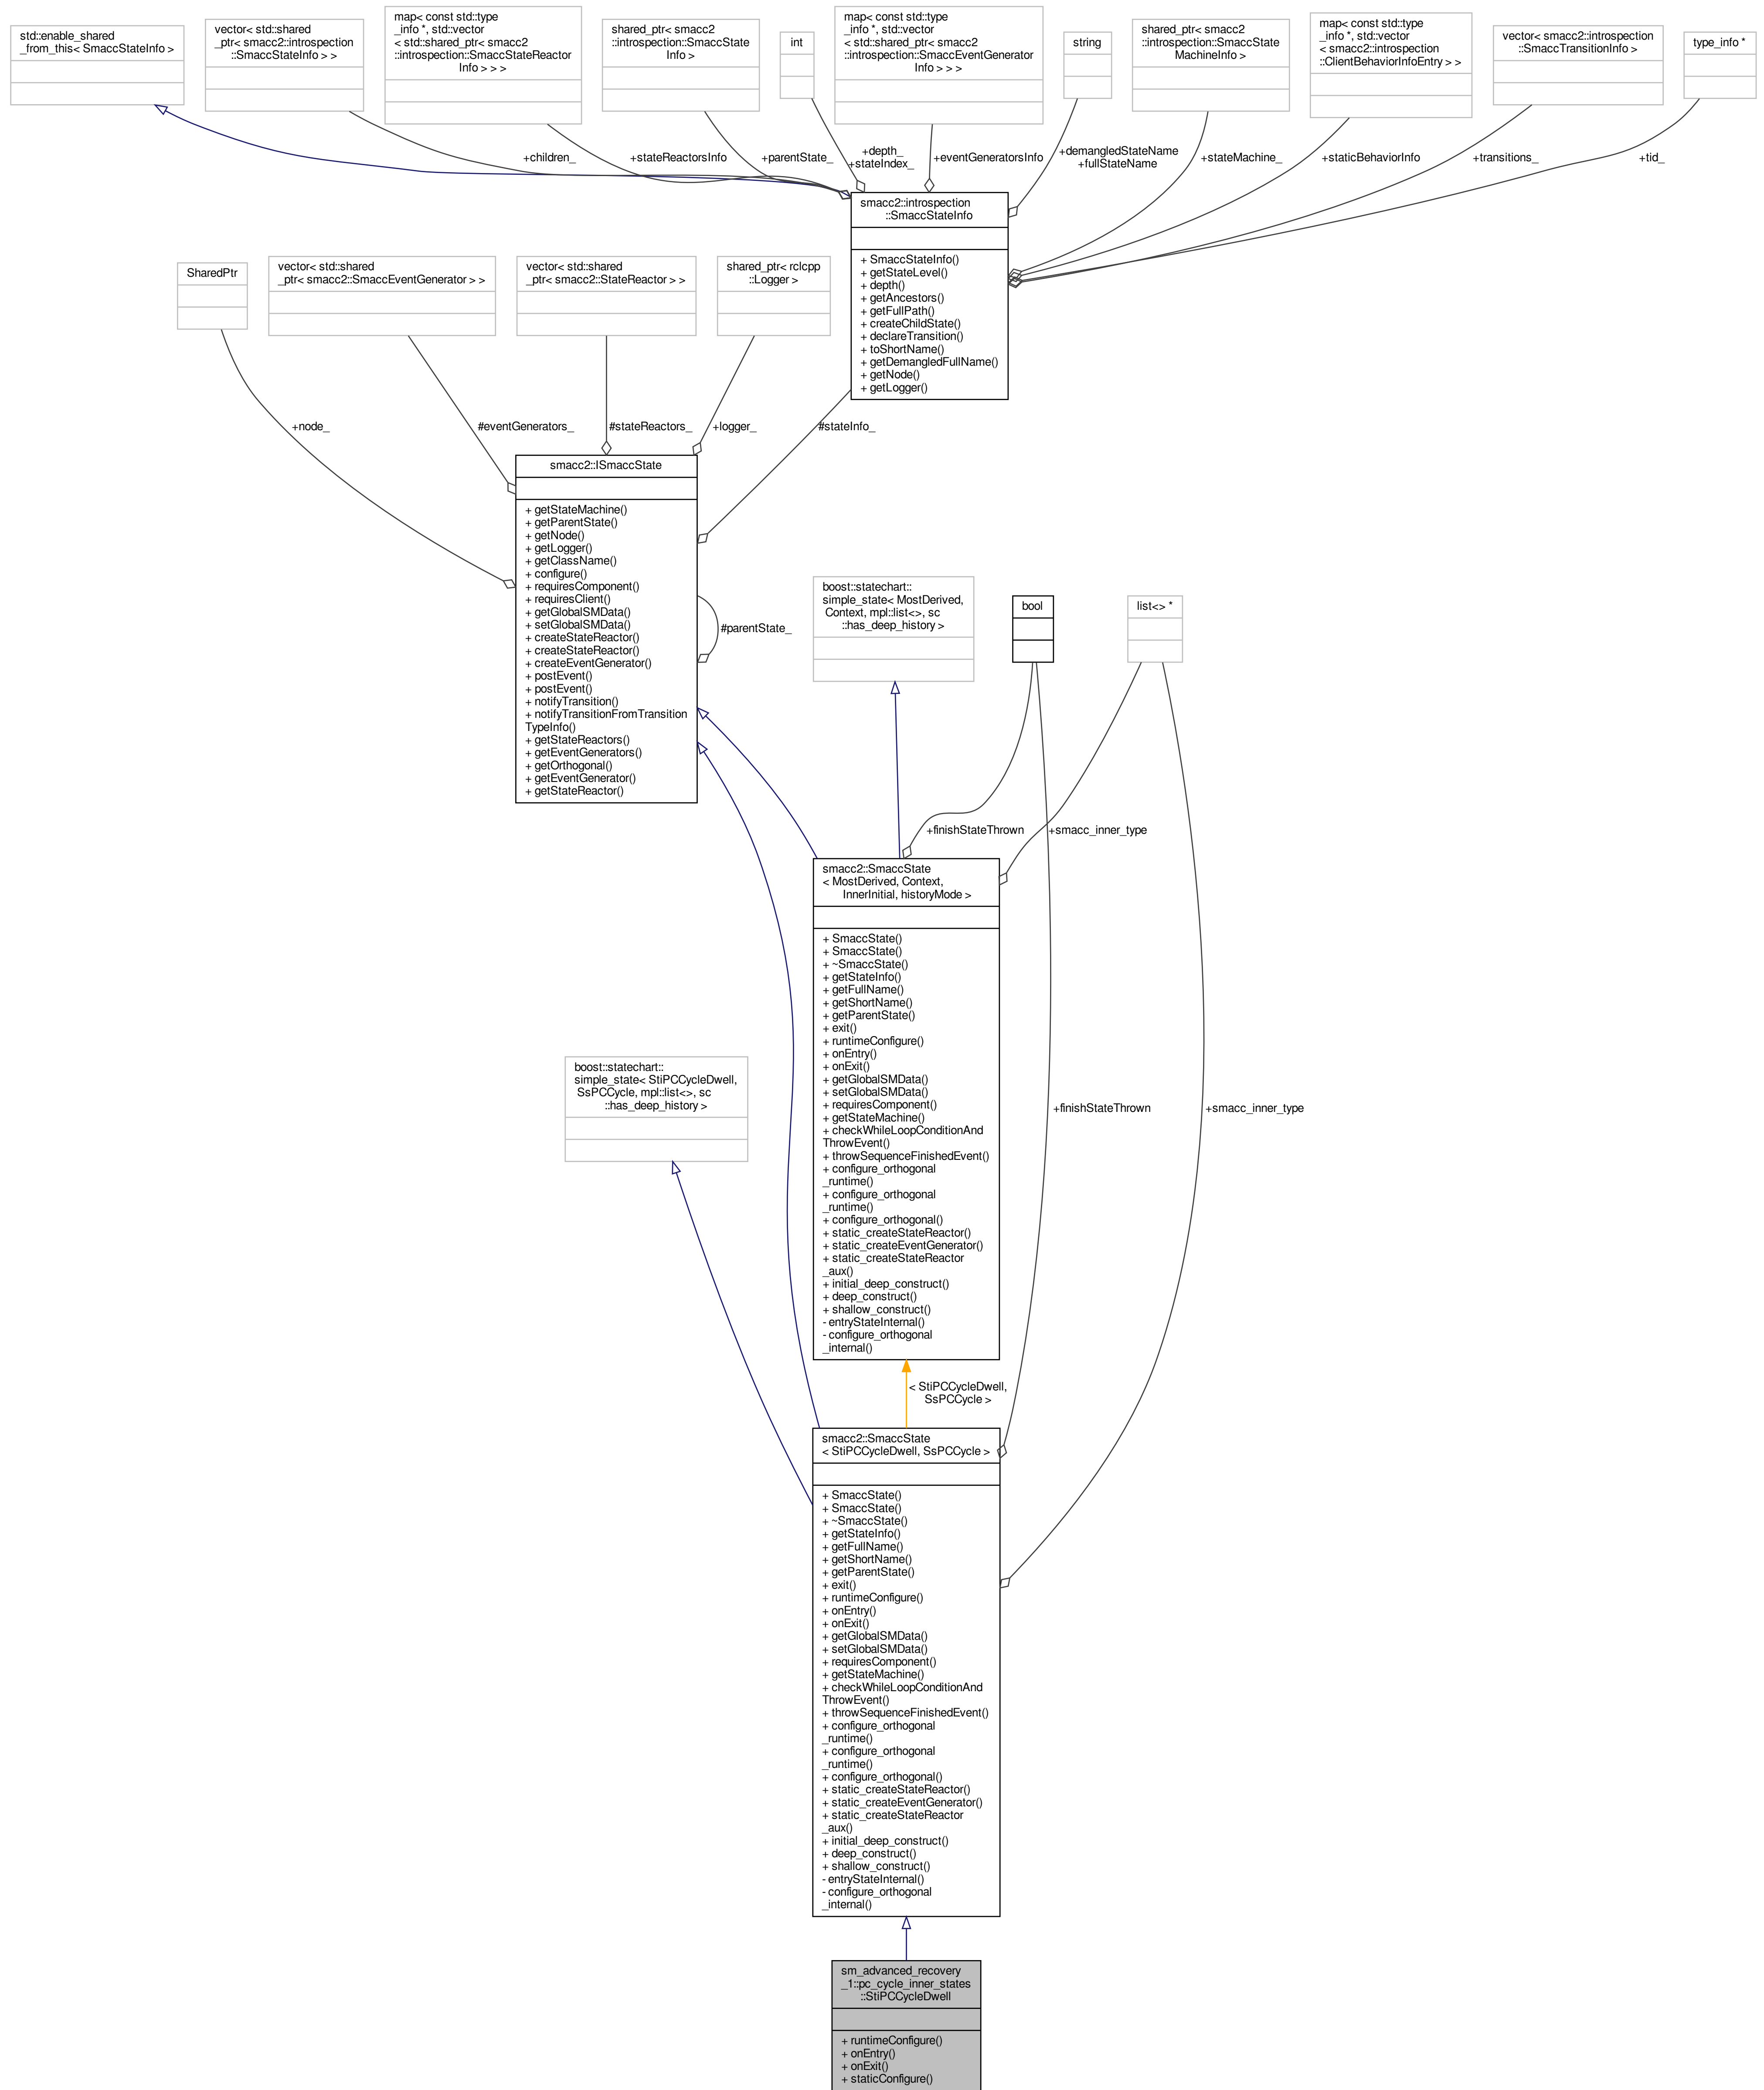 std::enable_shared
_from_this< SmaccStateInfo >
vector< std::shared
_ptr< smacc2::introspection
::SmaccStateInfo > >
map< const std::type
_info *, std::vector
< std::shared_ptr< smacc2
::introspection::SmaccStateReactor
Info > > >
shared_ptr< smacc2
::introspection::SmaccState
Info >
int
map< const std::type
_info *, std::vector
< std::shared_ptr< smacc2
::introspection::SmaccEventGenerator
Info > > >
string
shared_ptr< smacc2
::introspection::SmaccState
MachineInfo >
map< const std::type
_info *, std::vector
< smacc2::introspection
::ClientBehaviorInfoEntry > >
vector< smacc2::introspection
::SmaccTransitionInfo >
type_info *
+children_
+stateReactorsInfo
+parentState_
+depth_
+stateIndex_
+eventGeneratorsInfo
+demangledStateName
+fullStateName
+stateMachine_
+staticBehaviorInfo
+transitions_
+tid_
smacc2::introspection
::SmaccStateInfo
+ SmaccStateInfo()
+ getStateLevel()
+ depth()
+ getAncestors()
+ getFullPath()
+ createChildState()
+ declareTransition()
+ toShortName()
+ getDemangledFullName()
+ getNode()
+ getLogger()
SharedPtr
vector< std::shared
_ptr< smacc2::SmaccEventGenerator > >
vector< std::shared
_ptr< smacc2::StateReactor > >
shared_ptr< rclcpp
::Logger >
+node_
#eventGenerators_
#stateReactors_
+logger_
#stateInfo_
smacc2::ISmaccState
+ getStateMachine()
+ getParentState()
+ getNode()
+ getLogger()
+ getClassName()
+ configure()
+ requiresComponent()
+ requiresClient()
+ getGlobalSMData()
+ setGlobalSMData()
+ createStateReactor()
+ createStateReactor()
+ createEventGenerator()
+ postEvent()
+ postEvent()
+ notifyTransition()
+ notifyTransitionFromTransition
TypeInfo()
+ getStateReactors()
+ getEventGenerators()
+ getOrthogonal()
+ getEventGenerator()
+ getStateReactor()
#parentState_
boost::statechart::
simple_state< MostDerived,
Context, mpl::list<>, sc
::has_deep_history >
bool
list<> *
+finishStateThrown
+smacc_inner_type
smacc2::SmaccState
< MostDerived, Context,
InnerInitial, historyMode >
+ SmaccState()
+ SmaccState()
+ ~SmaccState()
+ getStateInfo()
+ getFullName()
+ getShortName()
+ getParentState()
+ exit()
+ runtimeConfigure()
+ onEntry()
+ onExit()
+ getGlobalSMData()
+ setGlobalSMData()
+ requiresComponent()
+ getStateMachine()
+ checkWhileLoopConditionAnd
ThrowEvent()
+ throwSequenceFinishedEvent()
+ configure_orthogonal
_runtime()
+ configure_orthogonal
_runtime()
+ configure_orthogonal()
+ static_createStateReactor()
+ static_createEventGenerator()
+ static_createStateReactor
_aux()
+ initial_deep_construct()
+ deep_construct()
+ shallow_construct()
- entryStateInternal()
- configure_orthogonal
_internal()
boost::statechart::
simple_state< StiPCCycleDwell,
SsPCCycle, mpl::list<>, sc
::has_deep_history >
+finishStateThrown
+smacc_inner_type
< StiPCCycleDwell,
SsPCCycle >
smacc2::SmaccState
< StiPCCycleDwell, SsPCCycle >
+ SmaccState()
+ SmaccState()
+ ~SmaccState()
+ getStateInfo()
+ getFullName()
+ getShortName()
+ getParentState()
+ exit()
+ runtimeConfigure()
+ onEntry()
+ onExit()
+ getGlobalSMData()
+ setGlobalSMData()
+ requiresComponent()
+ getStateMachine()
+ checkWhileLoopConditionAnd
ThrowEvent()
+ throwSequenceFinishedEvent()
+ configure_orthogonal
_runtime()
+ configure_orthogonal
_runtime()
+ configure_orthogonal()
+ static_createStateReactor()
+ static_createEventGenerator()
+ static_createStateReactor
_aux()
+ initial_deep_construct()
+ deep_construct()
+ shallow_construct()
- entryStateInternal()
- configure_orthogonal
_internal()
sm_advanced_recovery
_1::pc_cycle_inner_states
::StiPCCycleDwell
+ runtimeConfigure()
+ onEntry()
+ onExit()
+ staticConfigure()